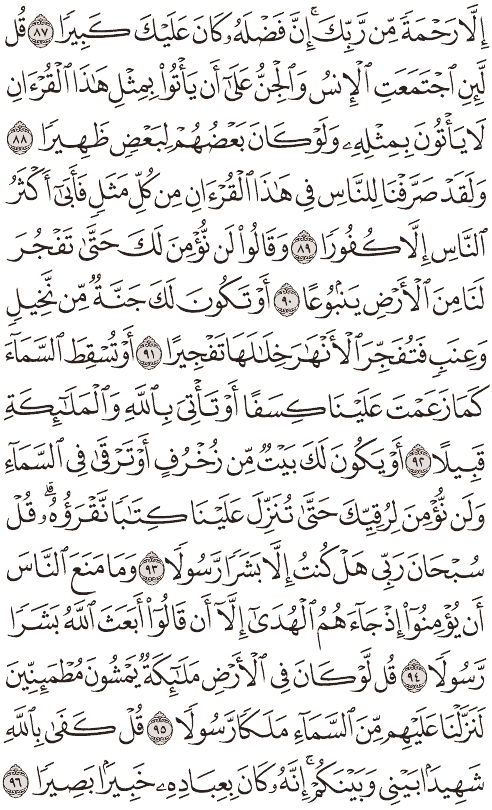 إِلَّا رَحْمَةً مِّن رَّبِّكَ ۚ إِنَّ فَضْلَهُۥ كَانَ عَلَيْكَ كَبِيرًا ٨٧ قُل
لَّئِنِ ٱجْتَمَعَتِ ٱلْإِنسُ وَٱلْجِنُّ عَلَىٰٓ أَن يَأْتُوا۟ بِمِثْلِ هَٰذَا ٱلْقُرْءَانِ
لَا يَأْتُونَ بِمِثْلِهِۦ وَلَوْ كَانَ بَعْضُهُمْ لِبَعْضٍ ظَهِيرًا ٨٨
وَلَقَدْ صَرَّفْنَا لِلنَّاسِ فِى هَٰذَا ٱلْقُرْءَانِ مِن كُلِّ مَثَلٍ فَأَبَىٰٓ أَكْثَرُ
ٱلنَّاسِ إِلَّا كُفُورًا ٨٩ وَقَالُوا۟ لَن نُّؤْمِنَ لَكَ حَتَّىٰ تَفْجُرَ
لَنَا مِنَ ٱلْأَرْضِ يَنۢبُوعًا ٩٠ أَوْ تَكُونَ لَكَ جَنَّةٌ مِّن نَّخِيلٍ
وَعِنَبٍ فَتُفَجِّرَ ٱلْأَنْهَٰرَ خِلَٰلَهَا تَفْجِيرًا ٩١ أَوْ تُسْقِطَ ٱلسَّمَآءَ
كَمَا زَعَمْتَ عَلَيْنَا كِسَفًا أَوْ تَأْتِىَ بِٱللَّهِ وَٱلْمَلَٰٓئِكَةِ
قَبِيلًا ٩٢ أَوْ يَكُونَ لَكَ بَيْتٌ مِّن زُخْرُفٍ أَوْ تَرْقَىٰ فِى ٱلسَّمَآءِ
وَلَن نُّؤْمِنَ لِرُقِيِّكَ حَتَّىٰ تُنَزِّلَ عَلَيْنَا كِتَٰبًا نَّقْرَؤُهُۥ ۗ قُلْ
سُبْحَانَ رَبِّى هَلْ كُنتُ إِلَّا بَشَرًا رَّسُولًا ٩٣ وَمَا مَنَعَ ٱلنَّاسَ
أَن يُؤْمِنُوٓا۟ إِذْ جَآءَهُمُ ٱلْهُدَىٰٓ إِلَّآ أَن قَالُوٓا۟ أَبَعَثَ ٱللَّهُ بَشَرًا
رَّسُولًا ٩٤ قُل لَّوْ كَانَ فِى ٱلْأَرْضِ مَلَٰٓئِكَةٌ يَمْشُونَ مُطْمَئِنِّينَ
لَنَزَّلْنَا عَلَيْهِم مِّنَ ٱلسَّمَآءِ مَلَكًا رَّسُولًا ٩٥ قُلْ كَفَىٰ بِٱللَّهِ
شَهِيدًۢا بَيْنِى وَبَيْنَكُمْ ۚ إِنَّهُۥ كَانَ بِعِبَادِهِۦ خَبِيرًۢا بَصِيرًا ٩٦